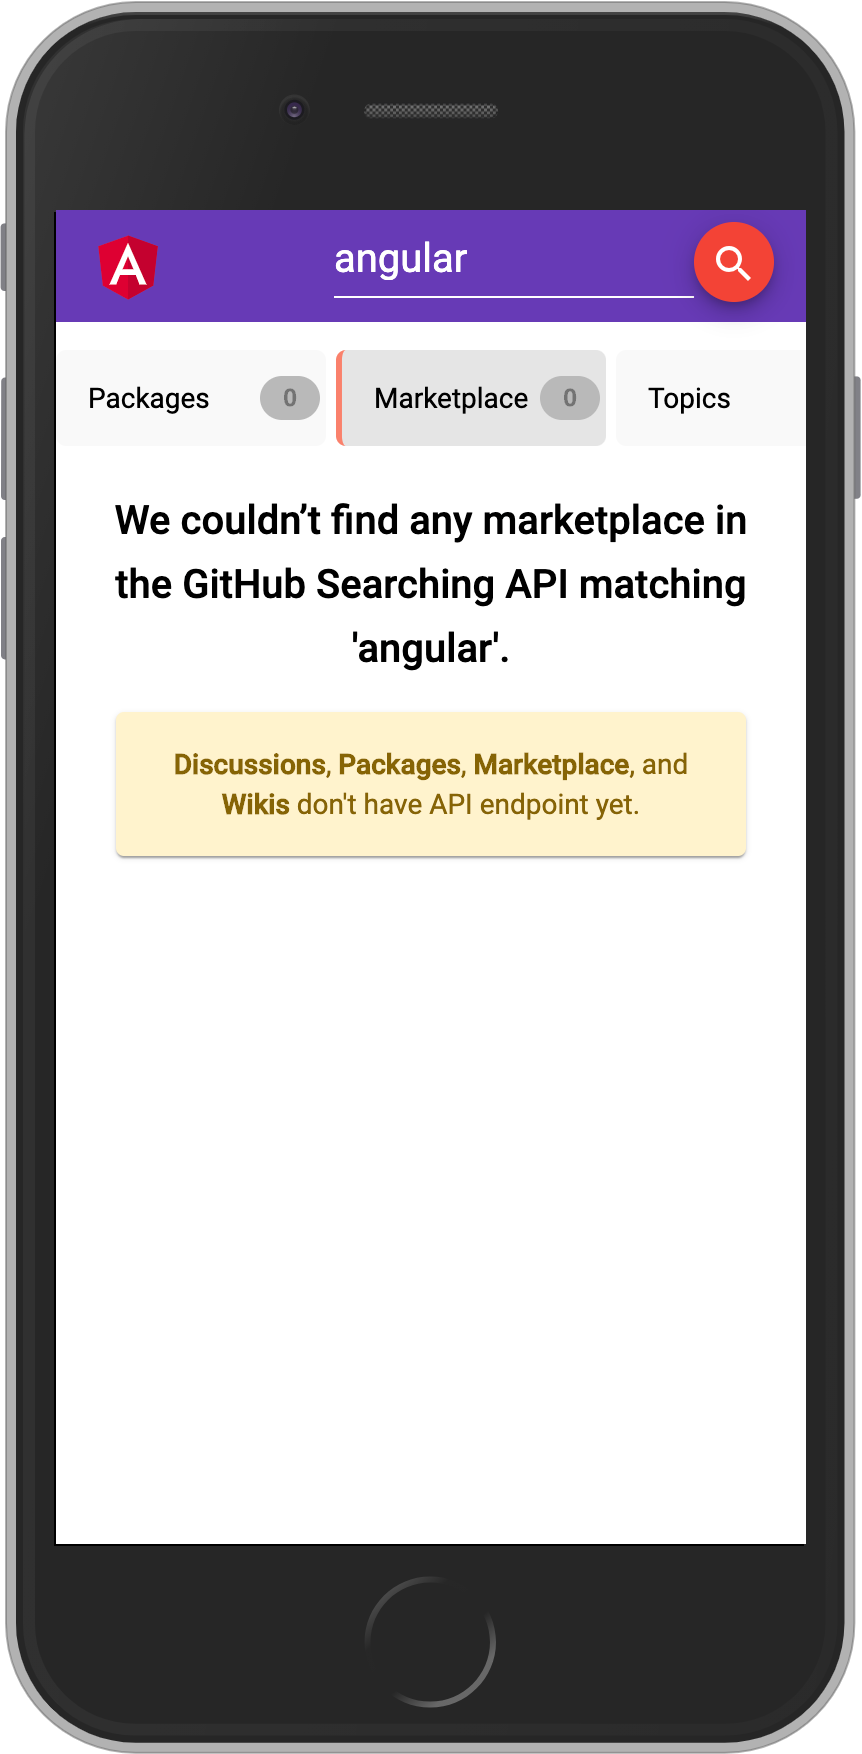 angular
Packages 0 Marketplace 0 Topics
We couldn’t find any marketplace in
the GitHub Searching API matching
'angular'.
Discussions, Packages, Marketplace, and
Wikis don't have API endpoint yet.